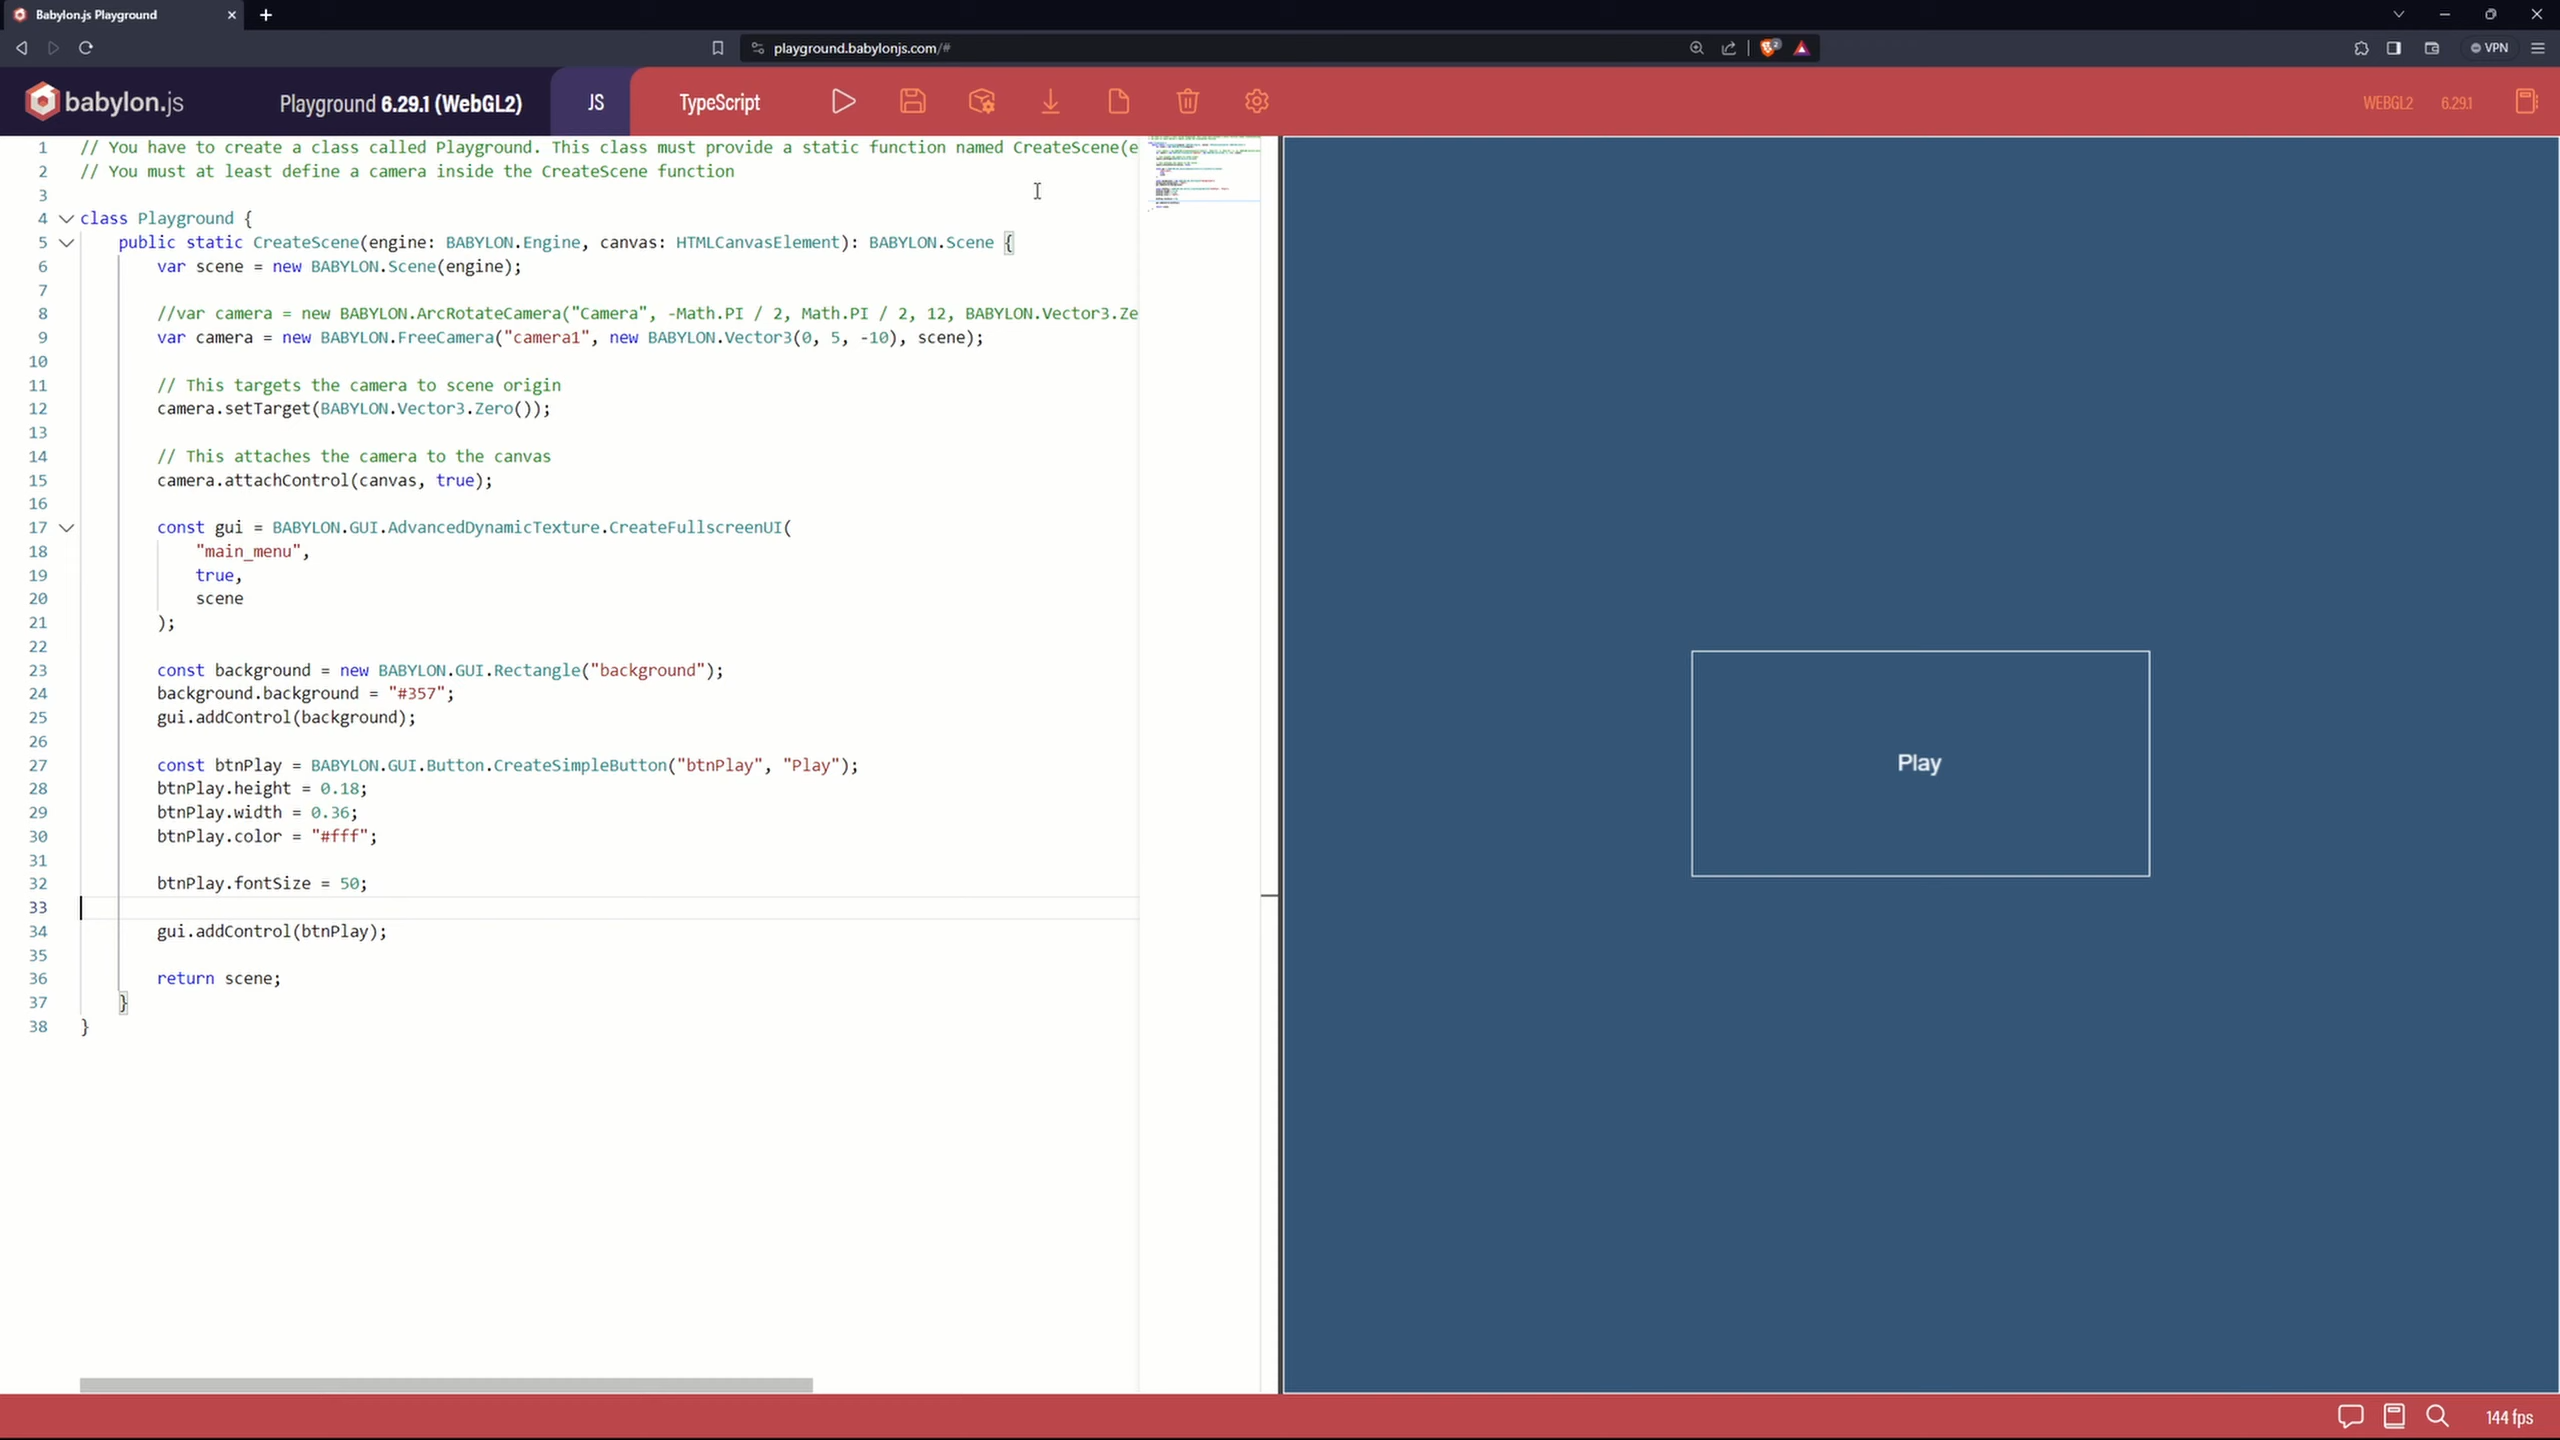 Babylon.js Playground
playground.babylonjs.com/#
2
VPN
babylon.js
Playground 6.29.1 (WebGL2)
JS
TypeScript
WEBGL2
6.29.1
1 // You have to create a class called Playground. This class must provide a static function named CreateScene(e
2 // You must at least define a camera inside the CreateScene function
3
4 class Playground {
5 public static CreateScene(engine: BABYLON.Engine, canvas: HTMLCanvasElement): BABYLON.Scene {
6 var scene = new BABYLON.Scene(engine);
7
8 //var camera = new BABYLON.ArcRotateCamera("Camera", -Math.PI / 2, Math.PI / 2, 12, BABYLON.Vector3.Ze
9 var camera = new BABYLON.FreeCamera("camera1", new BABYLON.Vector3(0, 5, -10), scene);
10
11 // This targets the camera to scene origin
12 camera.setTarget(BABYLON.Vector3.Zero());
13
14 // This attaches the camera to the canvas
15 camera.attachControl(canvas, true);
16
17 const gui = BABYLON.GUI.AdvancedDynamicTexture.CreateFullscreenUI(
18 "main_menu",
19 true,
20 scene
21 );
22
23 const background = new BABYLON.GUI.Rectangle("background");
24 background.background = "#357";
25 gui.addControl(background);
26
27 const btnPlay = BABYLON.GUI.Button.CreateSimpleButton("btnPlay", "Play");
28 btnPlay.height = 0.18;
29 btnPlay.width = 0.36;
30 btnPlay.color = "#fff";
31
32 btnPlay.fontSize = 50;
33
34 gui.addControl(btnPlay);
35
36 return scene;
37 }
38 }
Play
144 fps